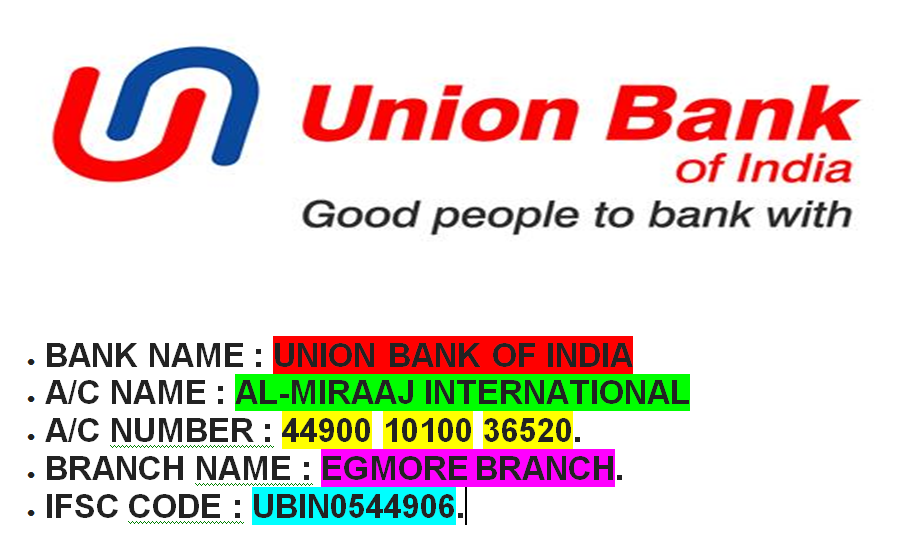 Union Bank
of India
Good people to bank with
• BANK NAME : UNION BANK OF INDIA
• A/C NAME : AL-MIRAAJ INTERNATIONAL
• A/C NUMBER : 44900 10100 36520.
• BRANCH NAME : EGMORE BRANCH.
• IFSC CODE : UBIN0544906.